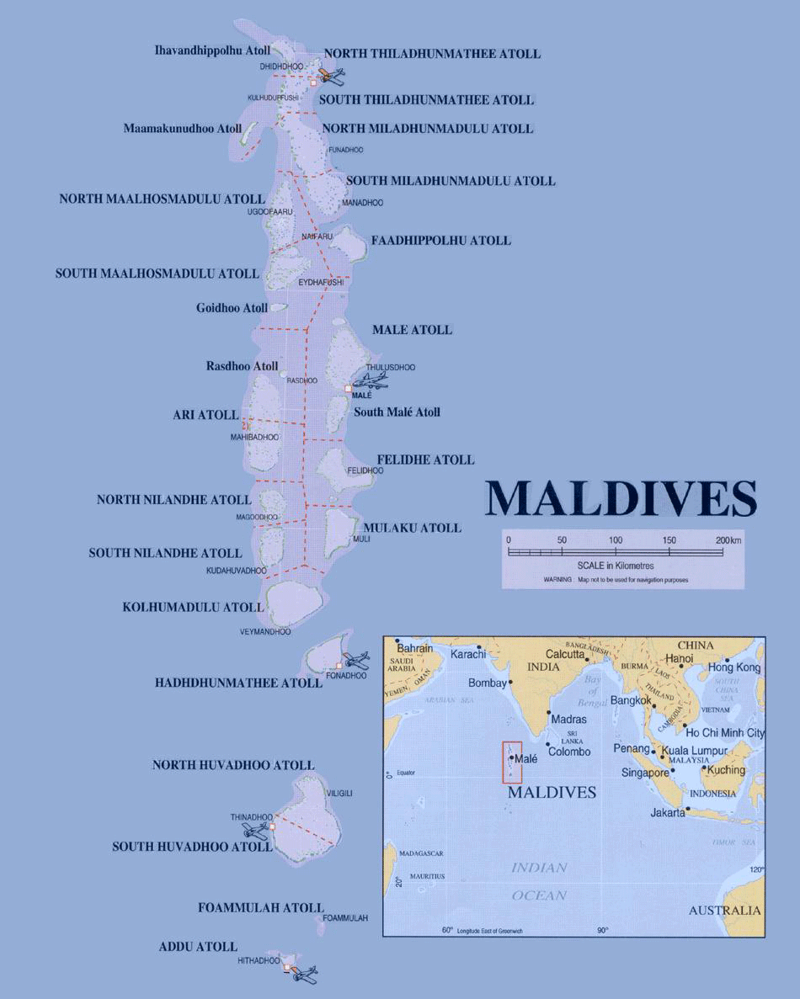 Ihavandhippolhu Atoll
NORTH THILADHUNMATHEE ATOLL
DHIDHDHOO
KULHUDUFFUSHI
SOUTH THILADHUNMATHEE ATOLL
Maamakunudhoo Atoll
NORTH MILADHUNMADULU ATOLL
FUNADHOO
SOUTH MILADHUNMADULU ATOLL
NORTH MAALHOSMADULU ATOLL
MANADHOO
UGOOFAARU
NAIFARU
FAADHIPPOLHU ATOLL
SOUTH MAALHOSMADULU ATOLL
EYDHAFUSHI
Goidhoo Atoll
MALE ATOLL
Rasdhoo Atoll
THULUSDHOO
RASDHOO
MALÉ
ARI ATOLL
South Malé Atoll
MAHIBADHOO
FELIDHE ATOLL
FELIDHOO
MALDIVES
NORTH NILANDHE ATOLL
MAGOODHOO
MULAKU ATOLL
MULI
0 50 100 150 200 km
SCALE in Kilometres
WARNING : Map not to be used for navigation purposes
SOUTH NILANDHE ATOLL
KUDAHUVADHOO
KOLHUMADULU ATOLL
VEYMANDHOO
HADHDHUNMATHEE ATOLL
FONADHOO
NORTH HUVADHOO ATOLL
VILIGILI
THINADHOO
SOUTH HUVADHOO ATOLL
FOAMMULAH ATOLL
FOAMMULAH
ADDU ATOLL
HITHADHOO
Bahrain
Karachi
Calcutta
BANGLADESH
CHINA
SAUDI
ARABIA
OMAN
YEMEN
INDIA
BURMA
Hanoi
LAOS
Hong Kong
Bombay
ARABIAN SEA
Bay
of
Bengal
THAILAND
SOUTH
CHINA
SEA
Bangkok
VIETNAM
CAMBODIA
Madras
Ho Chi Minh City
SRI
LANKA
Colombo
Penang
Kuala Lumpur
MALAYSIA
Malé
0° Equator
Singapore
Kuching
MALDIVES
INDONESIA
Jakarta
TIMOR SEA
MADAGASCAR
MAURITIUS
20°
INDIAN
OCEAN
120°
AUSTRALIA
60° Longitude East of Greenwich 90°